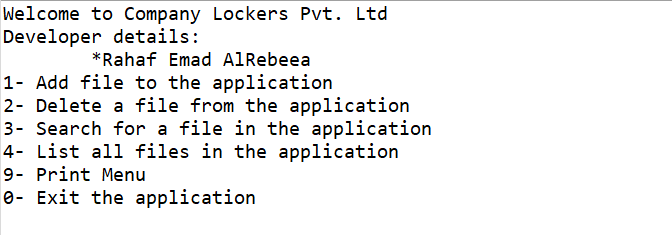 Welcome to Company Lockers Pvt. Ltd
Developer details:
*Rahaf Emad AlRebeea
1- Add file to the application
2- Delete a file from the application
3- Search for a file in the application
4- List all files in the application
9- Print Menu
0- Exit the application